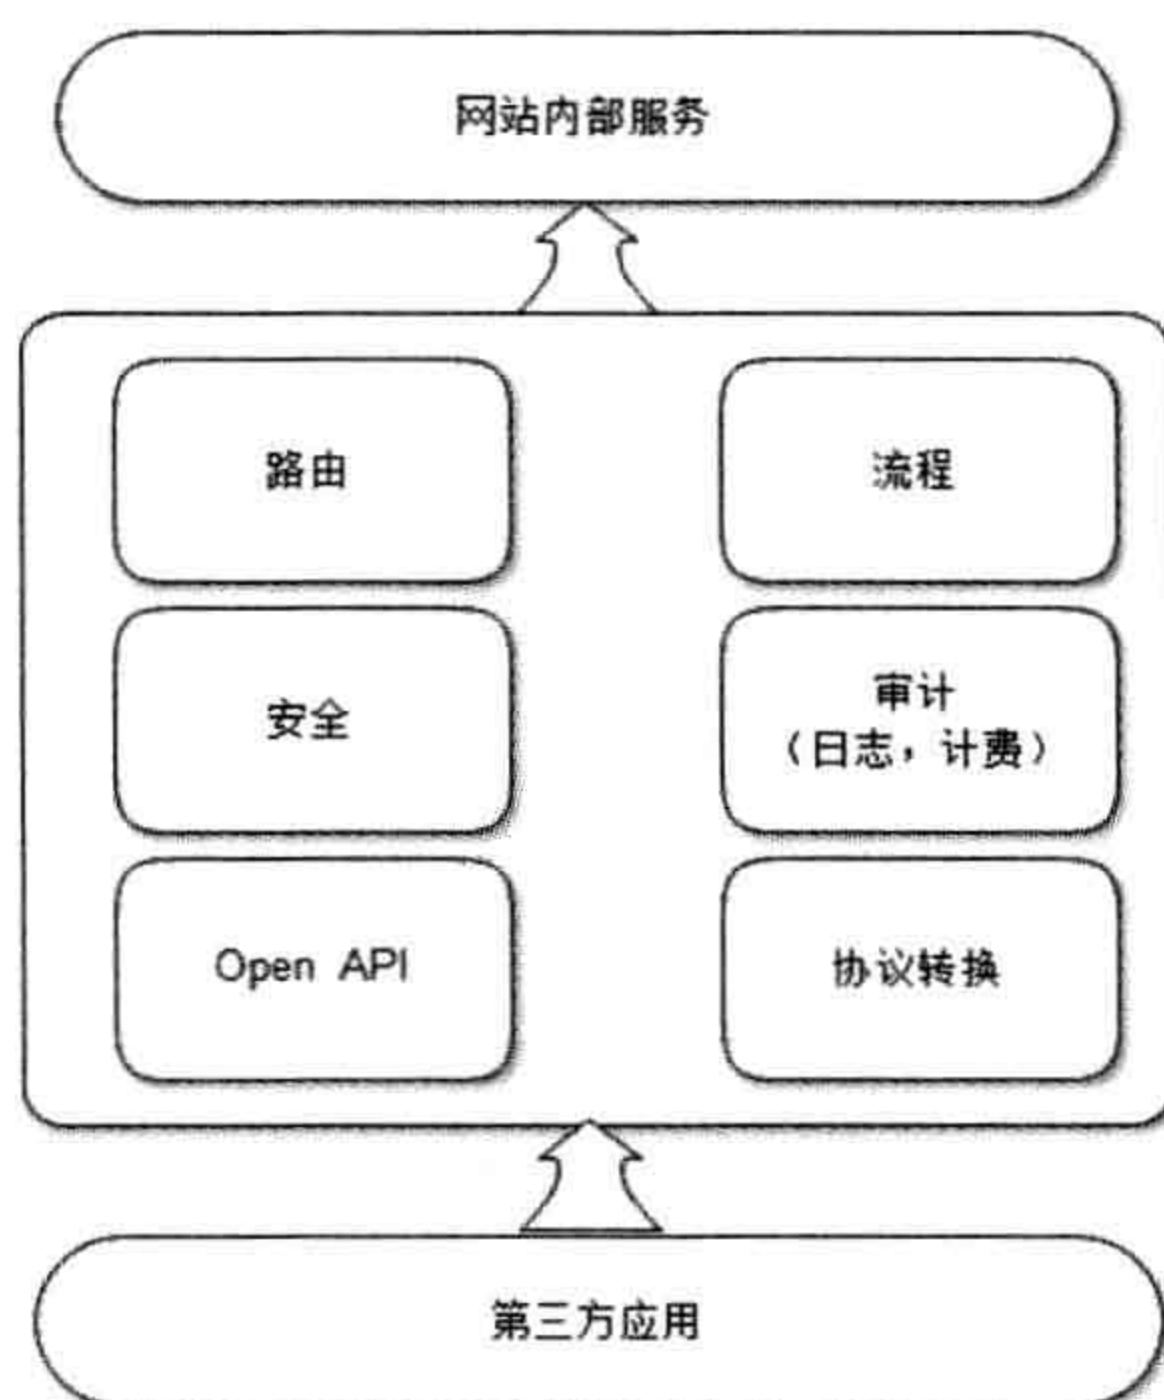 网站内部服务
路由
流程
安全
审计
（日志，计费）
Open API
协议转换
第三方应用